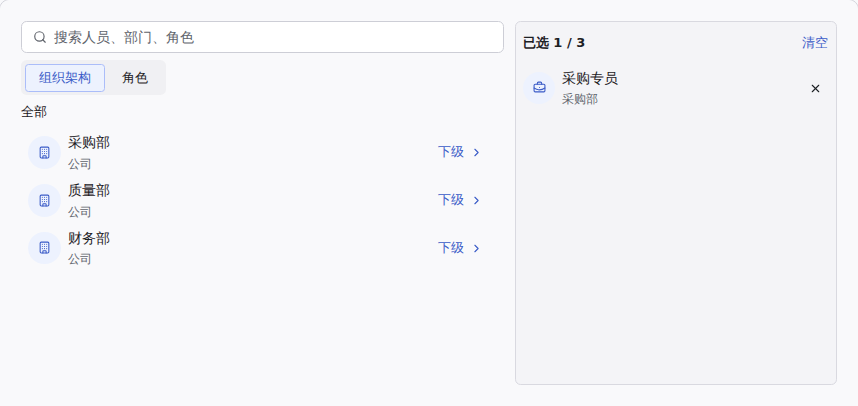 搜索人员、部门、角色
组织架构
角色
全部
采购部
公司
下级
质量部
公司
下级
财务部
公司
下级
已选 1 / 3
清空
采购专员
采购部